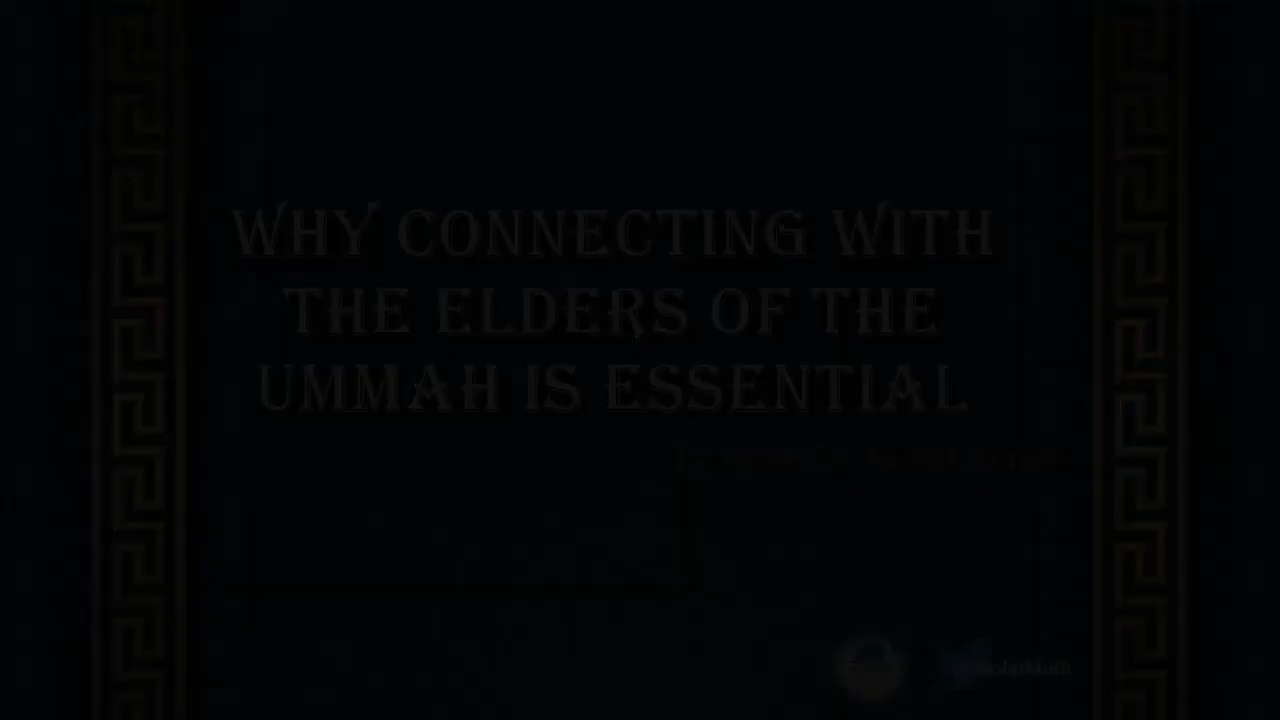 WHY CONNECTING WITH
THE ELDERS OF THE
UMMAH IS ESSENTIAL